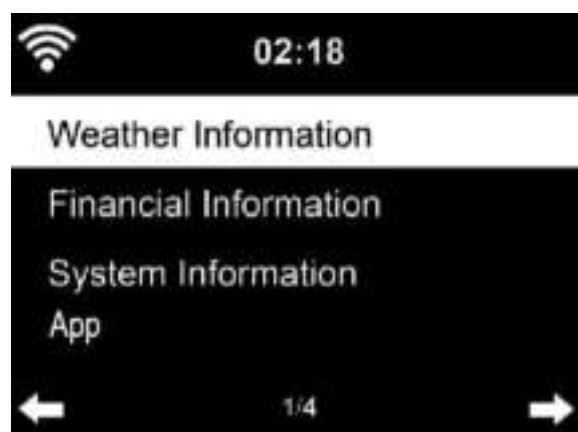 02:18
Weather Information
Financial Information
System Information
App
1/4